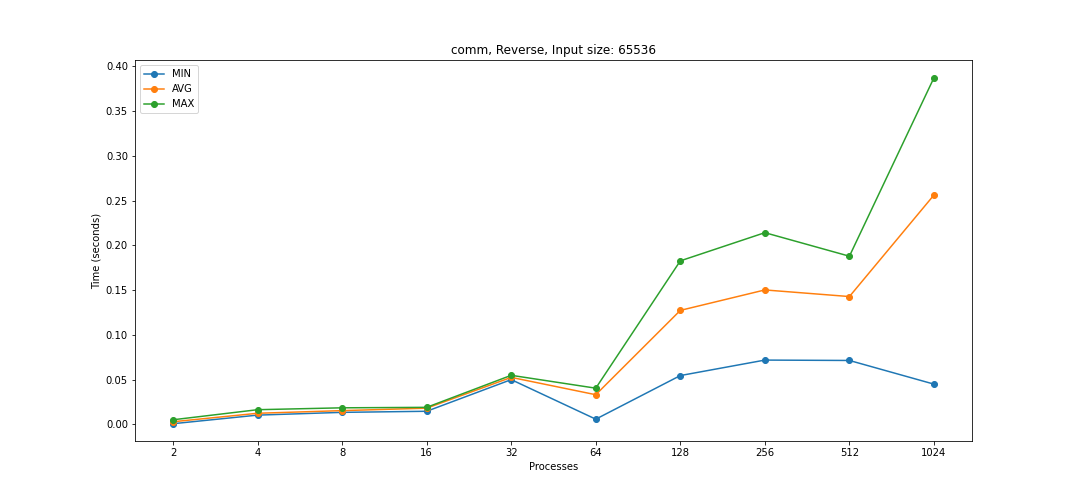 comm, Reverse, Input size: 65536
MIN
AVG
MAX
Time (seconds)
0.40
0.35
0.30
0.25
0.20
0.15
0.10
0.05
0.00
2 4 8 16 32 64 128 256 512 1024
Processes